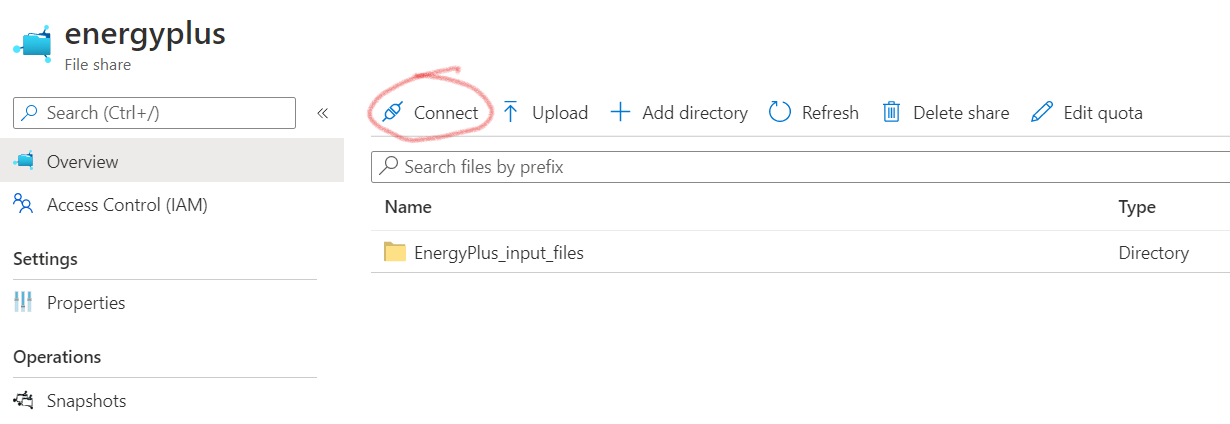 energyplus
File share
Search (Ctrl+/)
«
Overview
Access Control (IAM)
Settings
Properties
Operations
Snapshots
Connect Upload Add directory Refresh Delete share Edit quota
Search files by prefix
Name Type
EnergyPlus_input_files Directory